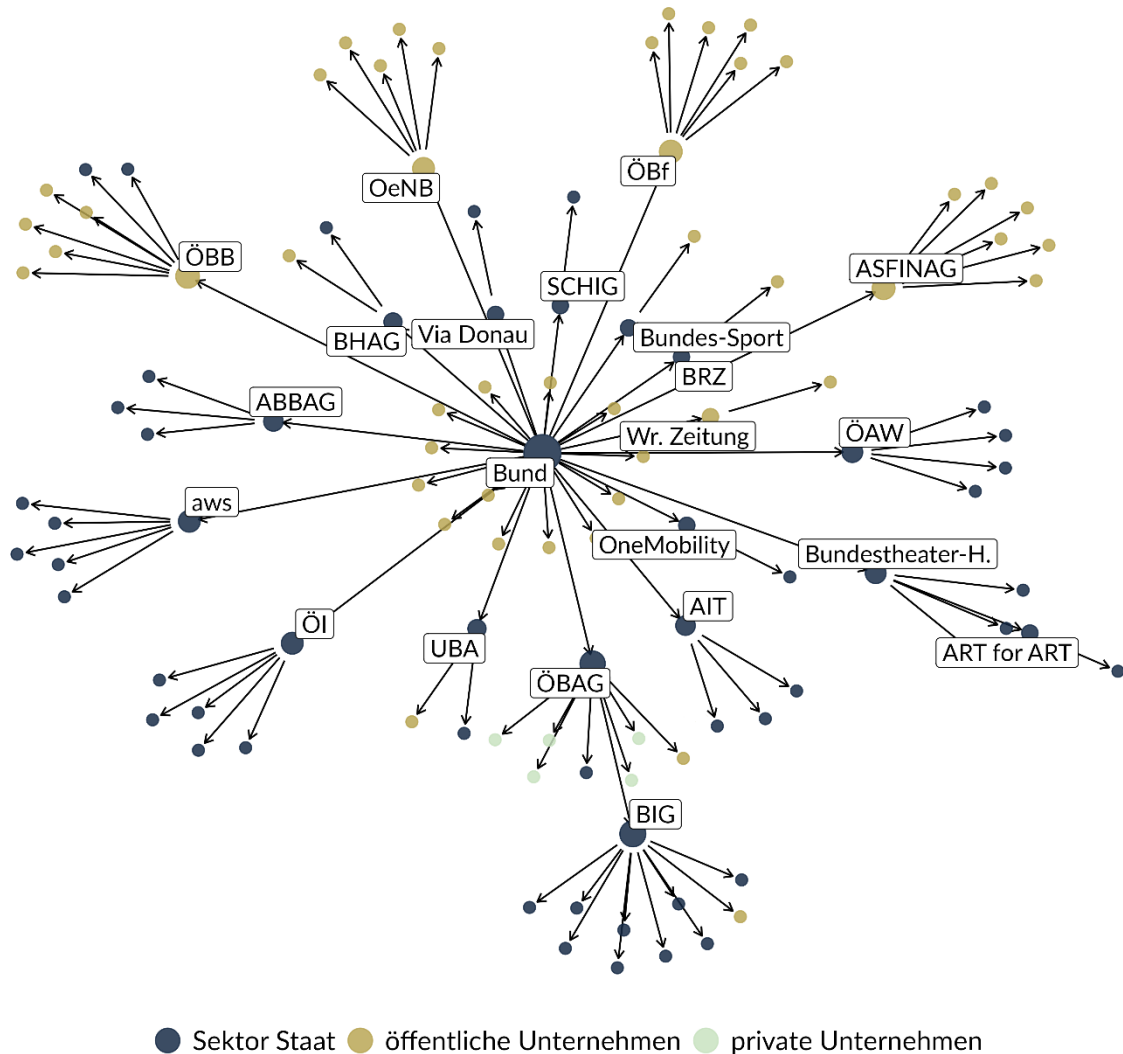 OeNB
ÖBf
ÖBB
ASFINAG
SCHIG
BHAG
Via Donau
Bundes-Sport
BRZ
ABBAG
Wr. Zeitung
ÖAW
Bund
aws
OneMobility
Bundestheater-H.
ÖI
AIT
UBA
ART for ART
ÖBAG
BIG
Sektor Staat
öffentliche Unternehmen
private Unternehmen